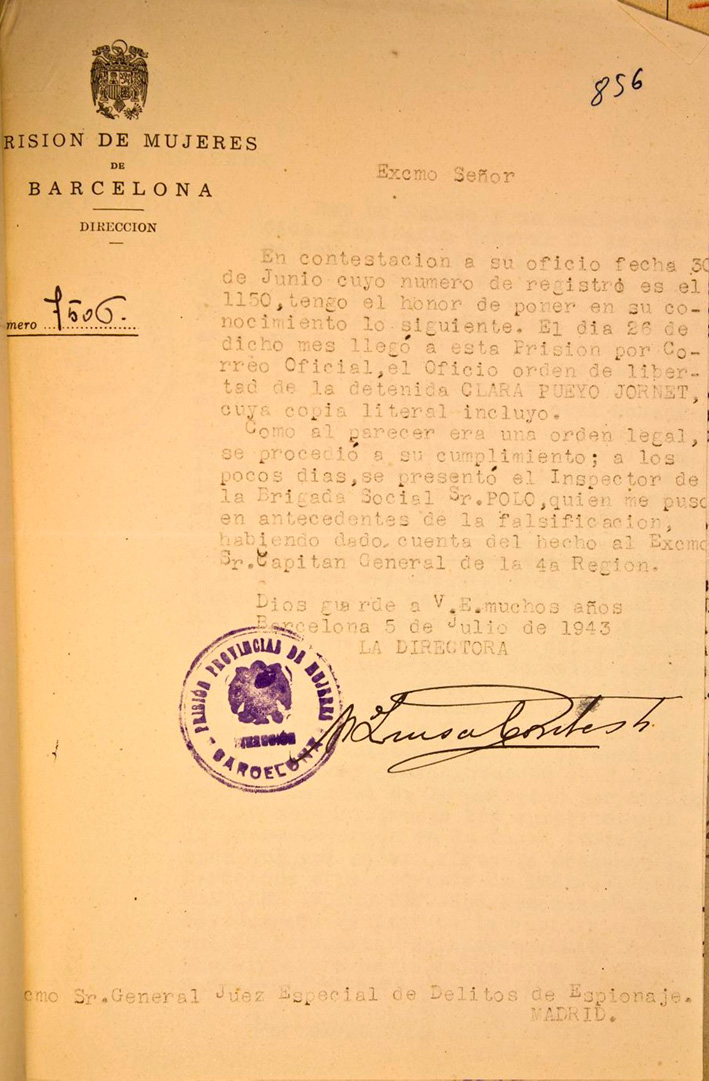 856
RISION DE MUJERES
DE
BARCELONA
DIRECCION
mero 7506.
Excmo Señor
En contestacion a su oficio fecha 30
de Junio cuyo numero de registro es el
1150,tengo el honor de poner en su co-
nocimiento lo siguiente. El dia 26 de
dicho mes llegó a esta Prision por Co-
rreo Oficial,el Oficio orden de liber-
tad de la detenida CLARA PUEYO JORNET,
cuya copia literal incluyo.
Como al parecer era una orden legal,
se procedió a su cumplimiento; a los
pocos dias,se presentó el Inspector de
la Brigada Social Sr.POLO,quien me puso
en antecedentes de la falsificacion,
habiendo dado cuenta del hecho al Excmo
Sr.Capitan General de la 4a Region.
Dios guarde a V.E.muchos años
Barcelona 5 de Julio de 1943
LA DIRECTORA
PRISIÓN PROVINCIAL DE MUJERES
DIRECCIÓN
BARCELONA
Mª Luisa
cmo Sr.General Juez Especial de Delitos de Espionaje.
MADRID.